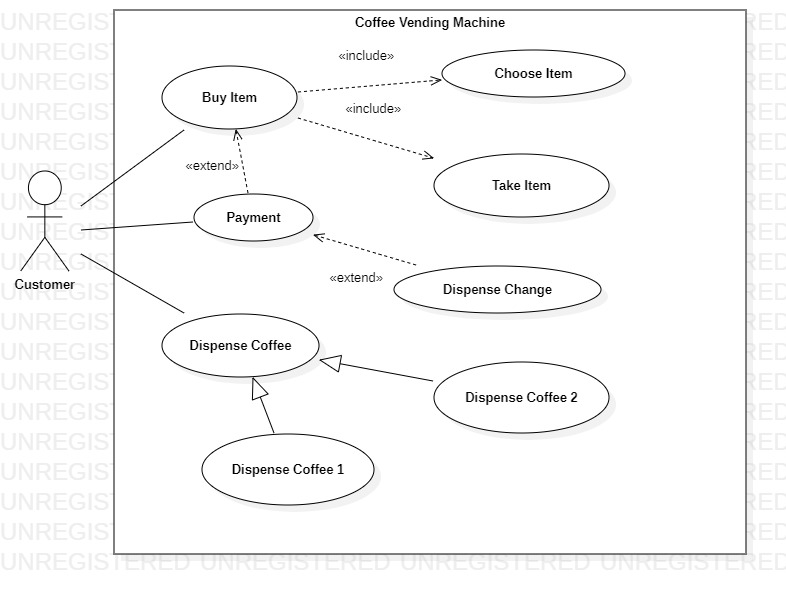 Coffee Vending Machine
«include»
Choose Item
Buy Item
«include»
«extend»
Take Item
Payment
Customer
«extend»
Dispense Change
Dispense Coffee
Dispense Coffee 2
Dispense Coffee 1
UNREGISTERED UNREGISTERED UNREGISTERED UNREGISTERED